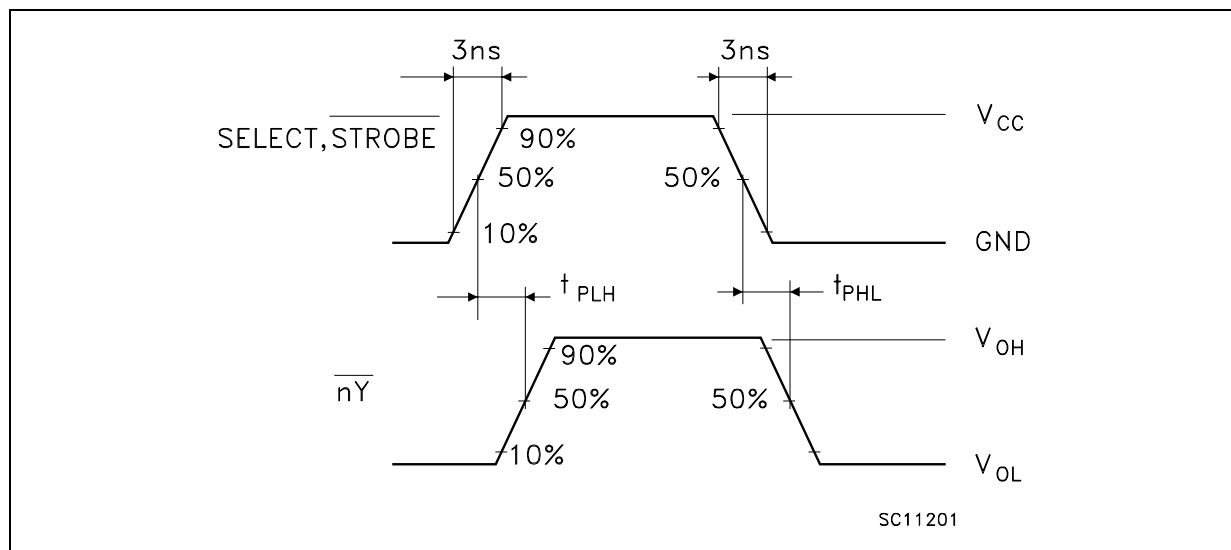 3ns 3ns
SELECT, STROBE
90%
V_CC
50% 50%
10%
GND
t_PLH t_PHL
90%
V_OH
nY
50% 50%
10%
V_OL
SC11201